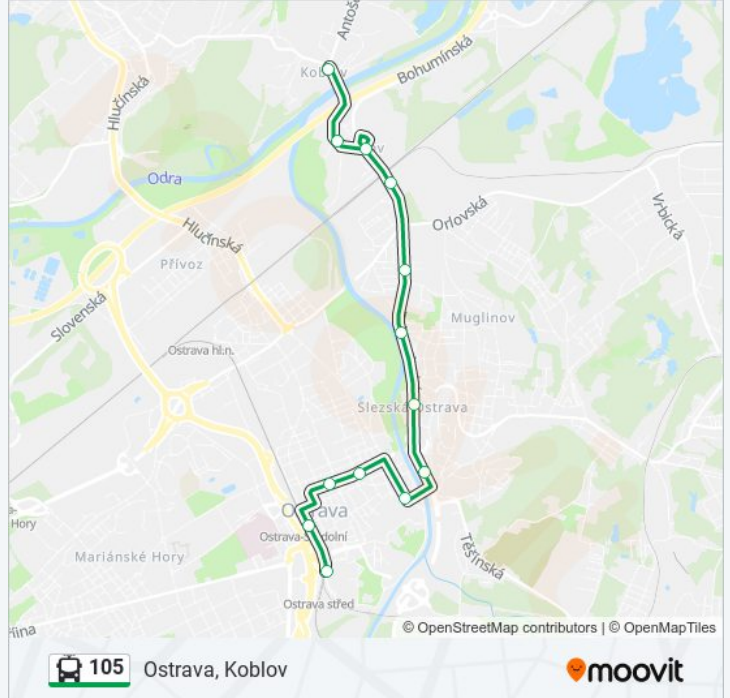 Antoš
Koblov
Bohumínská
Hlučínská
Odra
Orlovská
Vrbická
Hlučínská
Přívoz
Slovenská
Muglinov
Ostrava hl.n.
Slezská Ostrava
Ostrava
Hory
Ostrava-Stodolní
Mariánské Hory
Těšínská
Ostrava střed
© OpenStreetMap contributors | © OpenMapTiles
105 Ostrava, Koblov
moovit